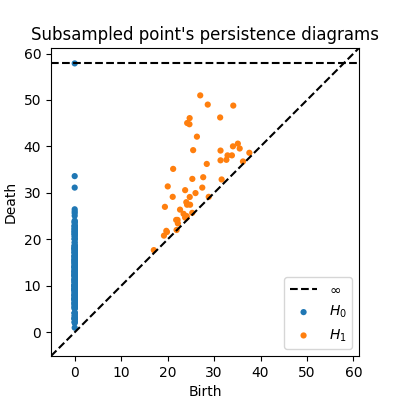 Subsampled point's persistence diagrams
60
50
40
30
20
10
0
Death
0 10 20 30 40 50 60
Birth
∞
H₀
H₁